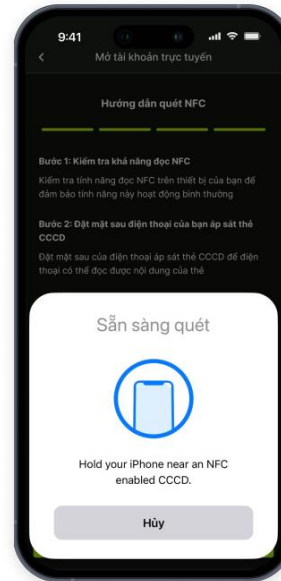 9:41
Mở tài khoản trực tuyến
Hướng dẫn quét NFC
Bước 1: Kiểm tra khả năng đọc NFC
Kiểm tra tính năng đọc NFC trên thiết bị của bạn để
đảm bảo tính năng này hoạt động bình thường
Bước 2: Đặt mặt sau điện thoại của bạn áp sát thẻ
CCCD
Đặt mặt sau của điện thoại áp sát thẻ CCCD để điện
thoại có thể đọc được nội dung của thẻ
Sẵn sàng quét
Hold your iPhone near an NFC
enabled CCCD.
Hủy